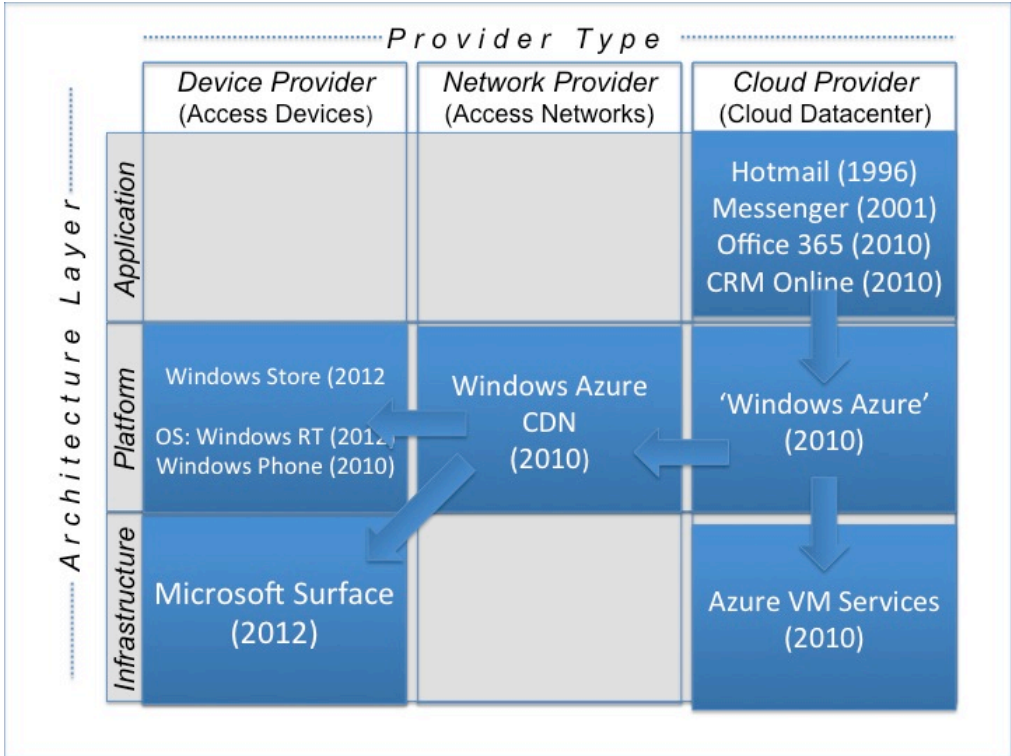 Provider Type
Device Provider
(Access Devices)
Network Provider
(Access Networks)
Cloud Provider
(Cloud Datacenter)
Architecture Layer
Application
Hotmail (1996)
Messenger (2001)
Office 365 (2010)
CRM Online (2010)
Platform
Windows Store (2012
OS: Windows RT (2012)
Windows Phone (2010)
Windows Azure
CDN
(2010)
‘Windows Azure’
(2010)
Infrastructure
Microsoft Surface
(2012)
Azure VM Services
(2010)